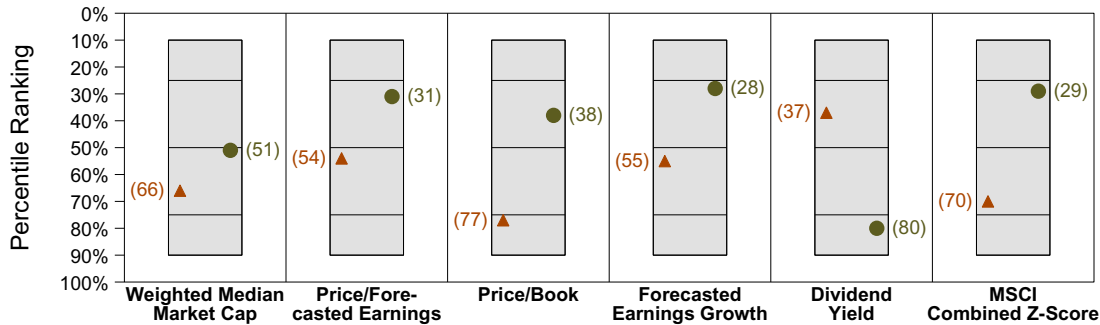 Percentile Ranking
0%
10%
20%
30%
40%
50%
60%
70%
80%
90%
100%
(66)
(51)
(54)
(31)
(77)
(38)
(55)
(28)
(37)
(80)
(70)
(29)
Weighted Median
Market Cap
Price/Fore-
casted Earnings
Price/Book
Forecasted
Earnings Growth
Dividend
Yield
MSCI
Combined Z-Score